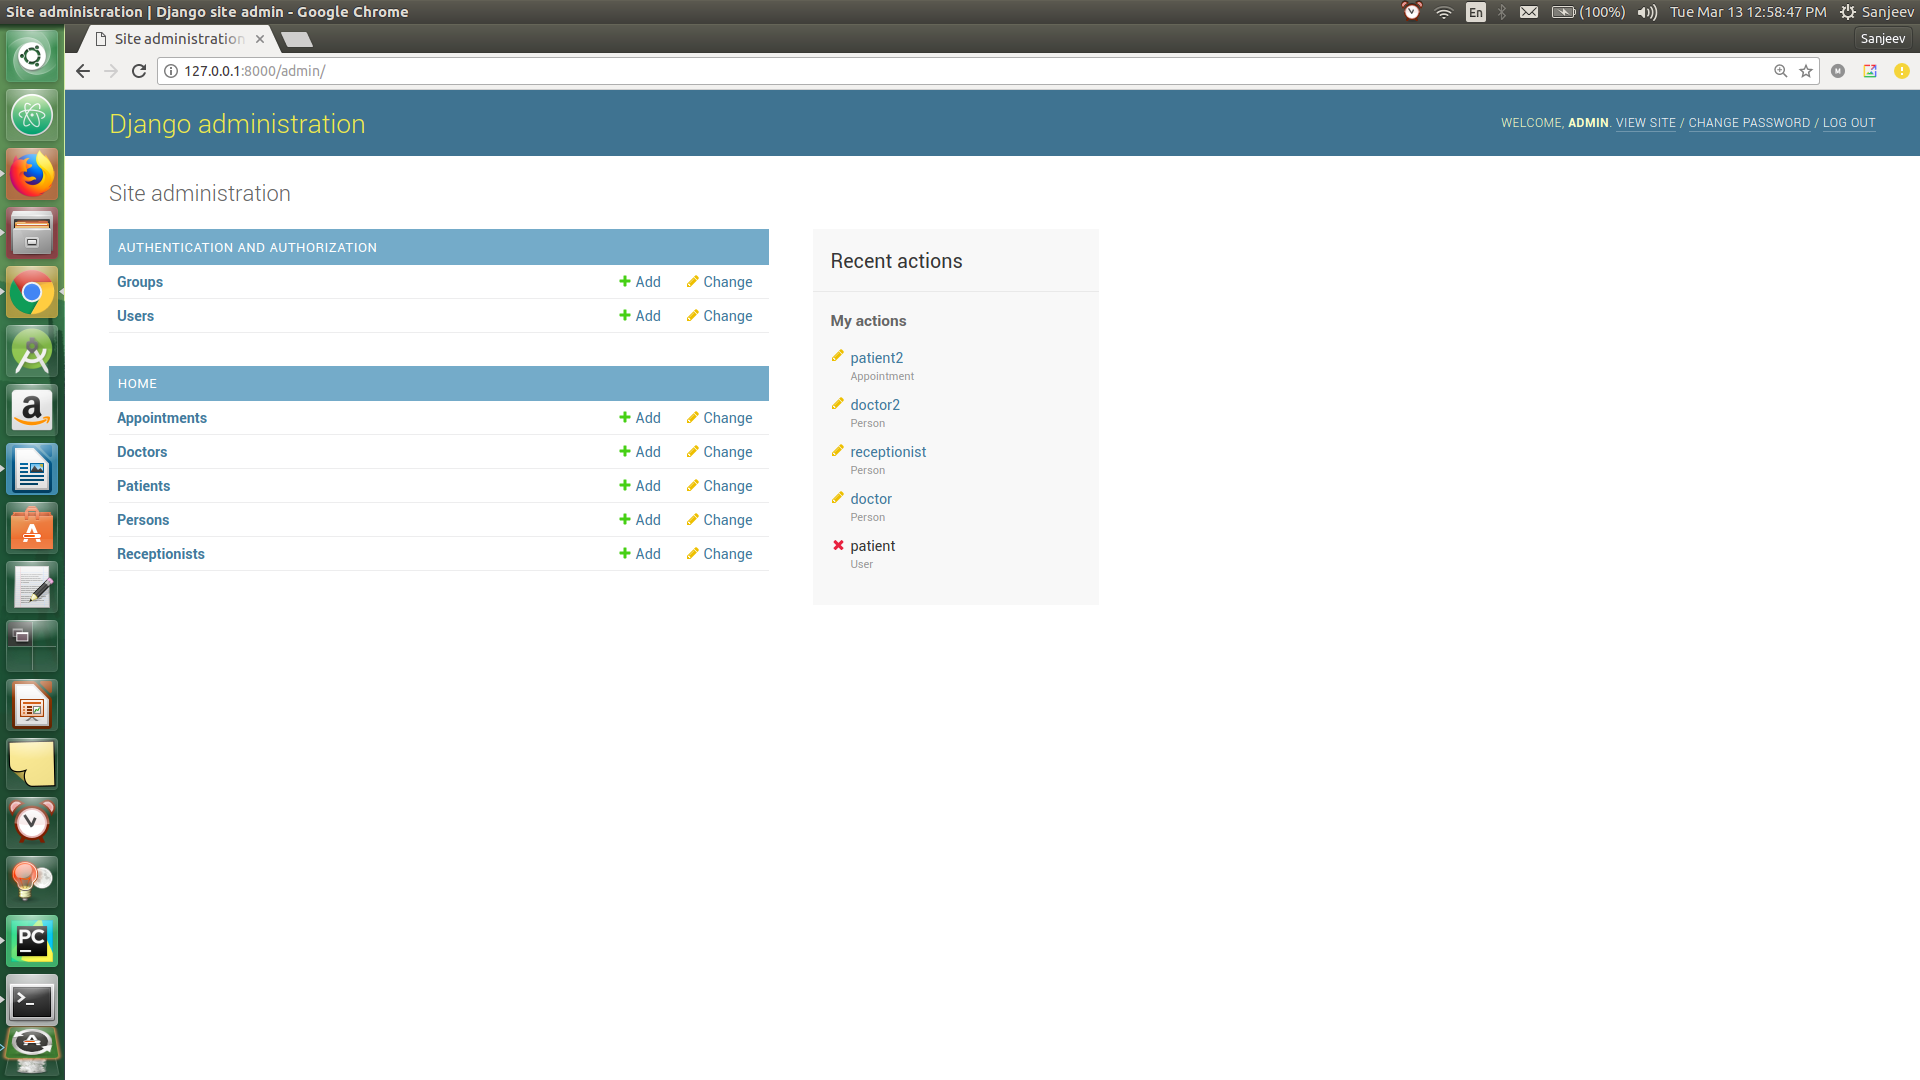 Site administration | Django site admin - Google Chrome
En
(100%)
Tue Mar 13 12:58:47 PM
Sanjeev
Site administration
Sanjeev
127.0.0.1:8000/admin/
M
Django administration
WELCOME, ADMIN. VIEW SITE / CHANGE PASSWORD / LOG OUT
Site administration
AUTHENTICATION AND AUTHORIZATION
Groups Add Change
Users Add Change
HOME
Appointments Add Change
Doctors Add Change
Patients Add Change
Persons Add Change
Receptionists Add Change
Recent actions
My actions
patient2
Appointment
doctor2
Person
receptionist
Person
doctor
Person
patient
User
a
A
PC
>_
A